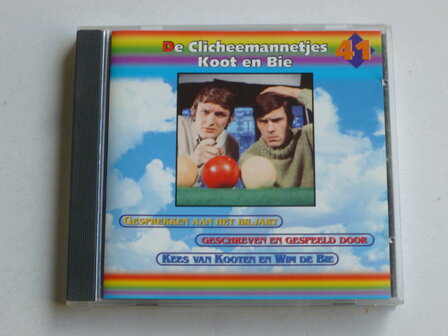 De Clicheemannetjes
Koot en Bie
41
Gesprekken aan het biljart
geschreven en gespeeld door
Kees van Kooten en Wim de Bie